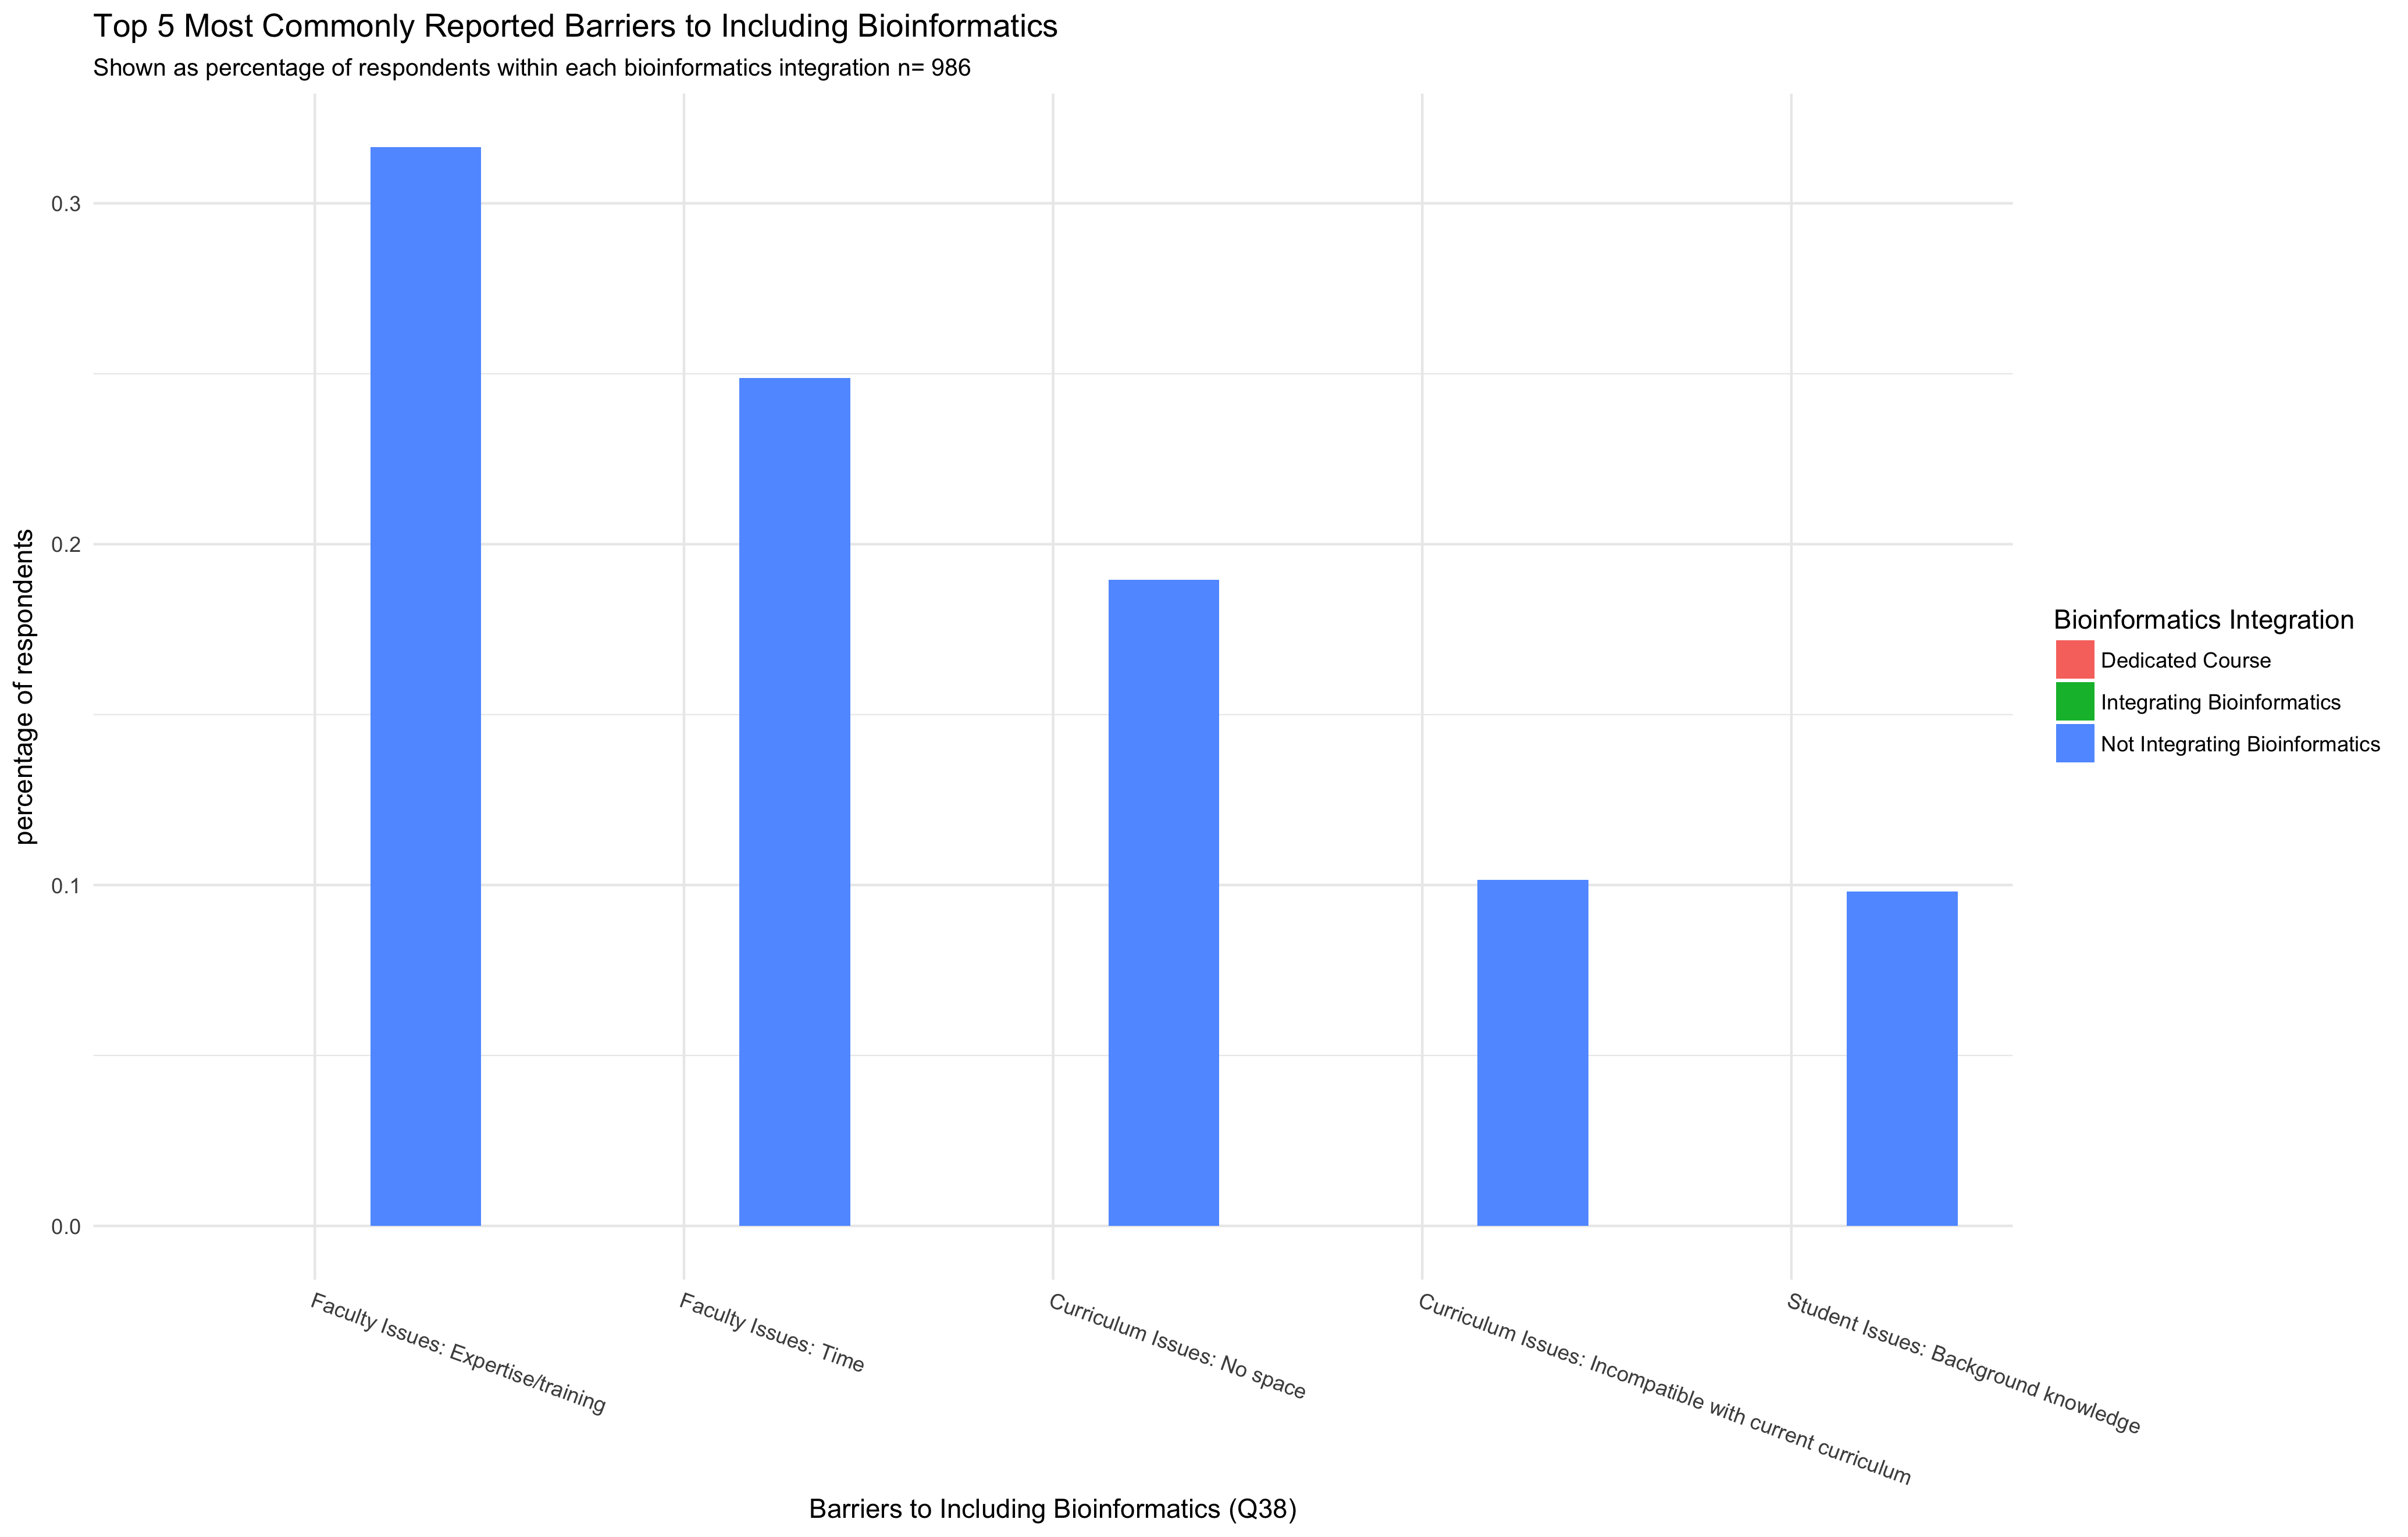 Top 5 Most Commonly Reported Barriers to Including Bioinformatics
Shown as percentage of respondents within each bioinformatics integration n= 986
percentage of respondents
0.3
0.2
0.1
0.0
Faculty Issues: Expertise/training
Faculty Issues: Time
Curriculum Issues: No space
Curriculum Issues: Incompatible with current curriculum
Student Issues: Background knowledge
Barriers to Including Bioinformatics (Q38)
Bioinformatics Integration
Dedicated Course
Integrating Bioinformatics
Not Integrating Bioinformatics